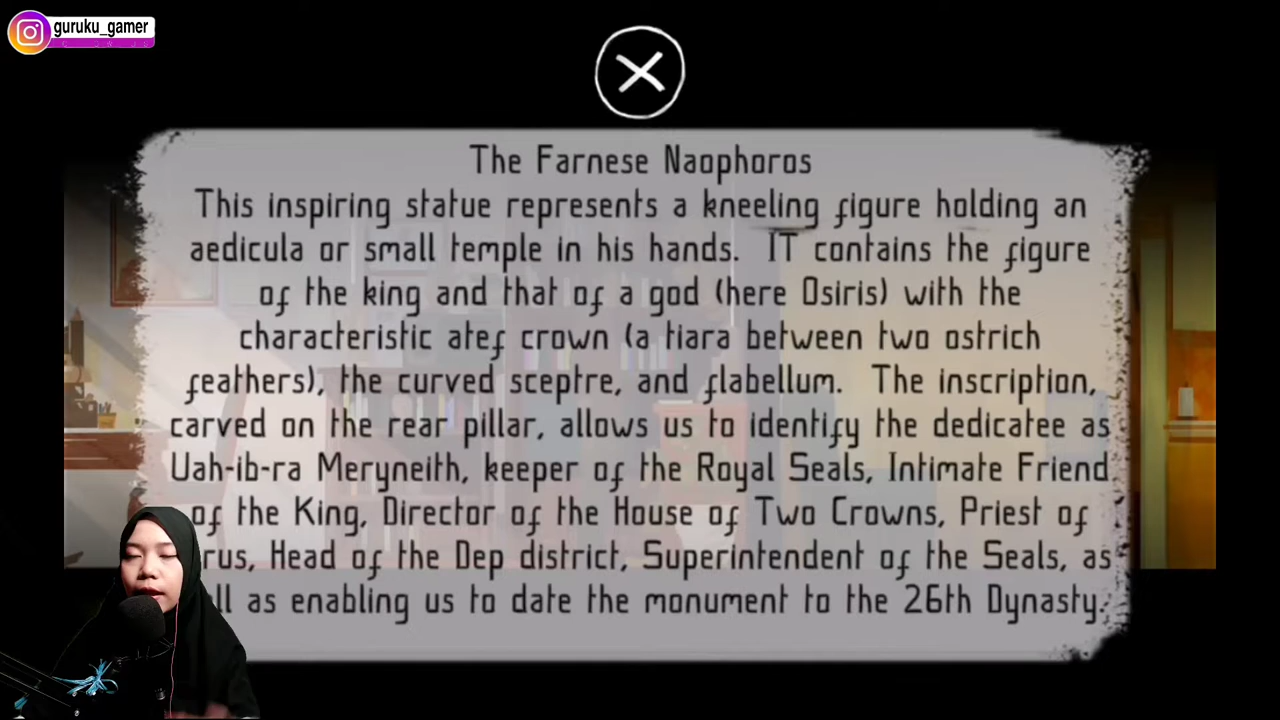 guruku_gamer
The Farnese Naophoros
This inspiring statue represents a kneeling figure holding an
aedicula or small temple in his hands. IT contains the figure
of the king and that of a god (here Osiris) with the
characteristic atef crown (a tiara between two ostrich
feathers), the curved sceptre, and flabellum. The inscription,
carved on the rear pillar, allows us to identify the dedicatee as
Uah-ib-ra Meryneith, keeper of the Royal Seals, Intimate Friend
of the King, Director of the House of Two Crowns, Priest of
Head of the Dep district, Superintendent of the Seals, as
as enabling us to date the monument to the 26th Dynasty.